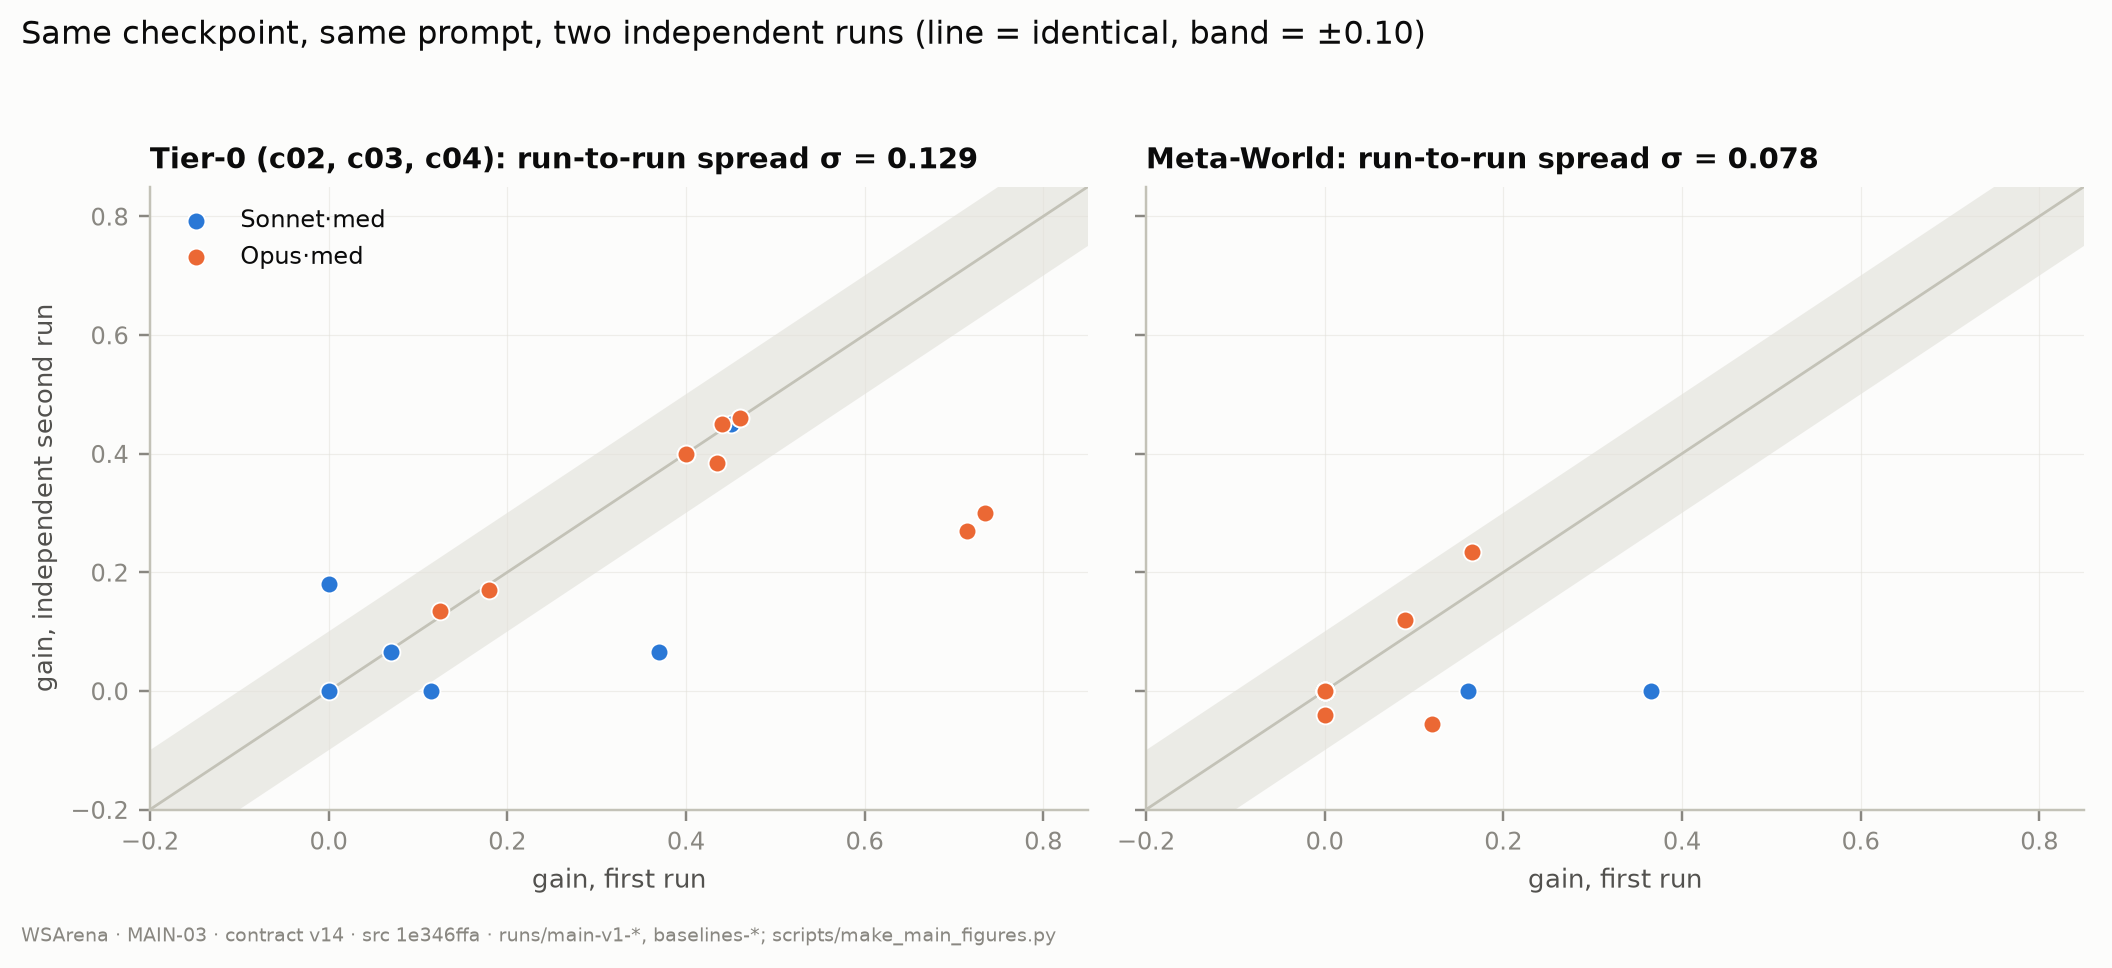 Same checkpoint, same prompt, two independent runs (line = identical, band = ±0.10)
Tier-0 (c02, c03, c04): run-to-run spread σ = 0.129
Sonnet·med
Opus·med
0.8
0.6
0.4
0.2
0.0
−0.2
gain, independent second run
−0.2 0.0 0.2 0.4 0.6 0.8
gain, first run
Meta-World: run-to-run spread σ = 0.078
−0.2 0.0 0.2 0.4 0.6 0.8
gain, first run
WSArena · MAIN-03 · contract v14 · src 1e346ffa · runs/main-v1-*, baselines-*; scripts/make_main_figures.py